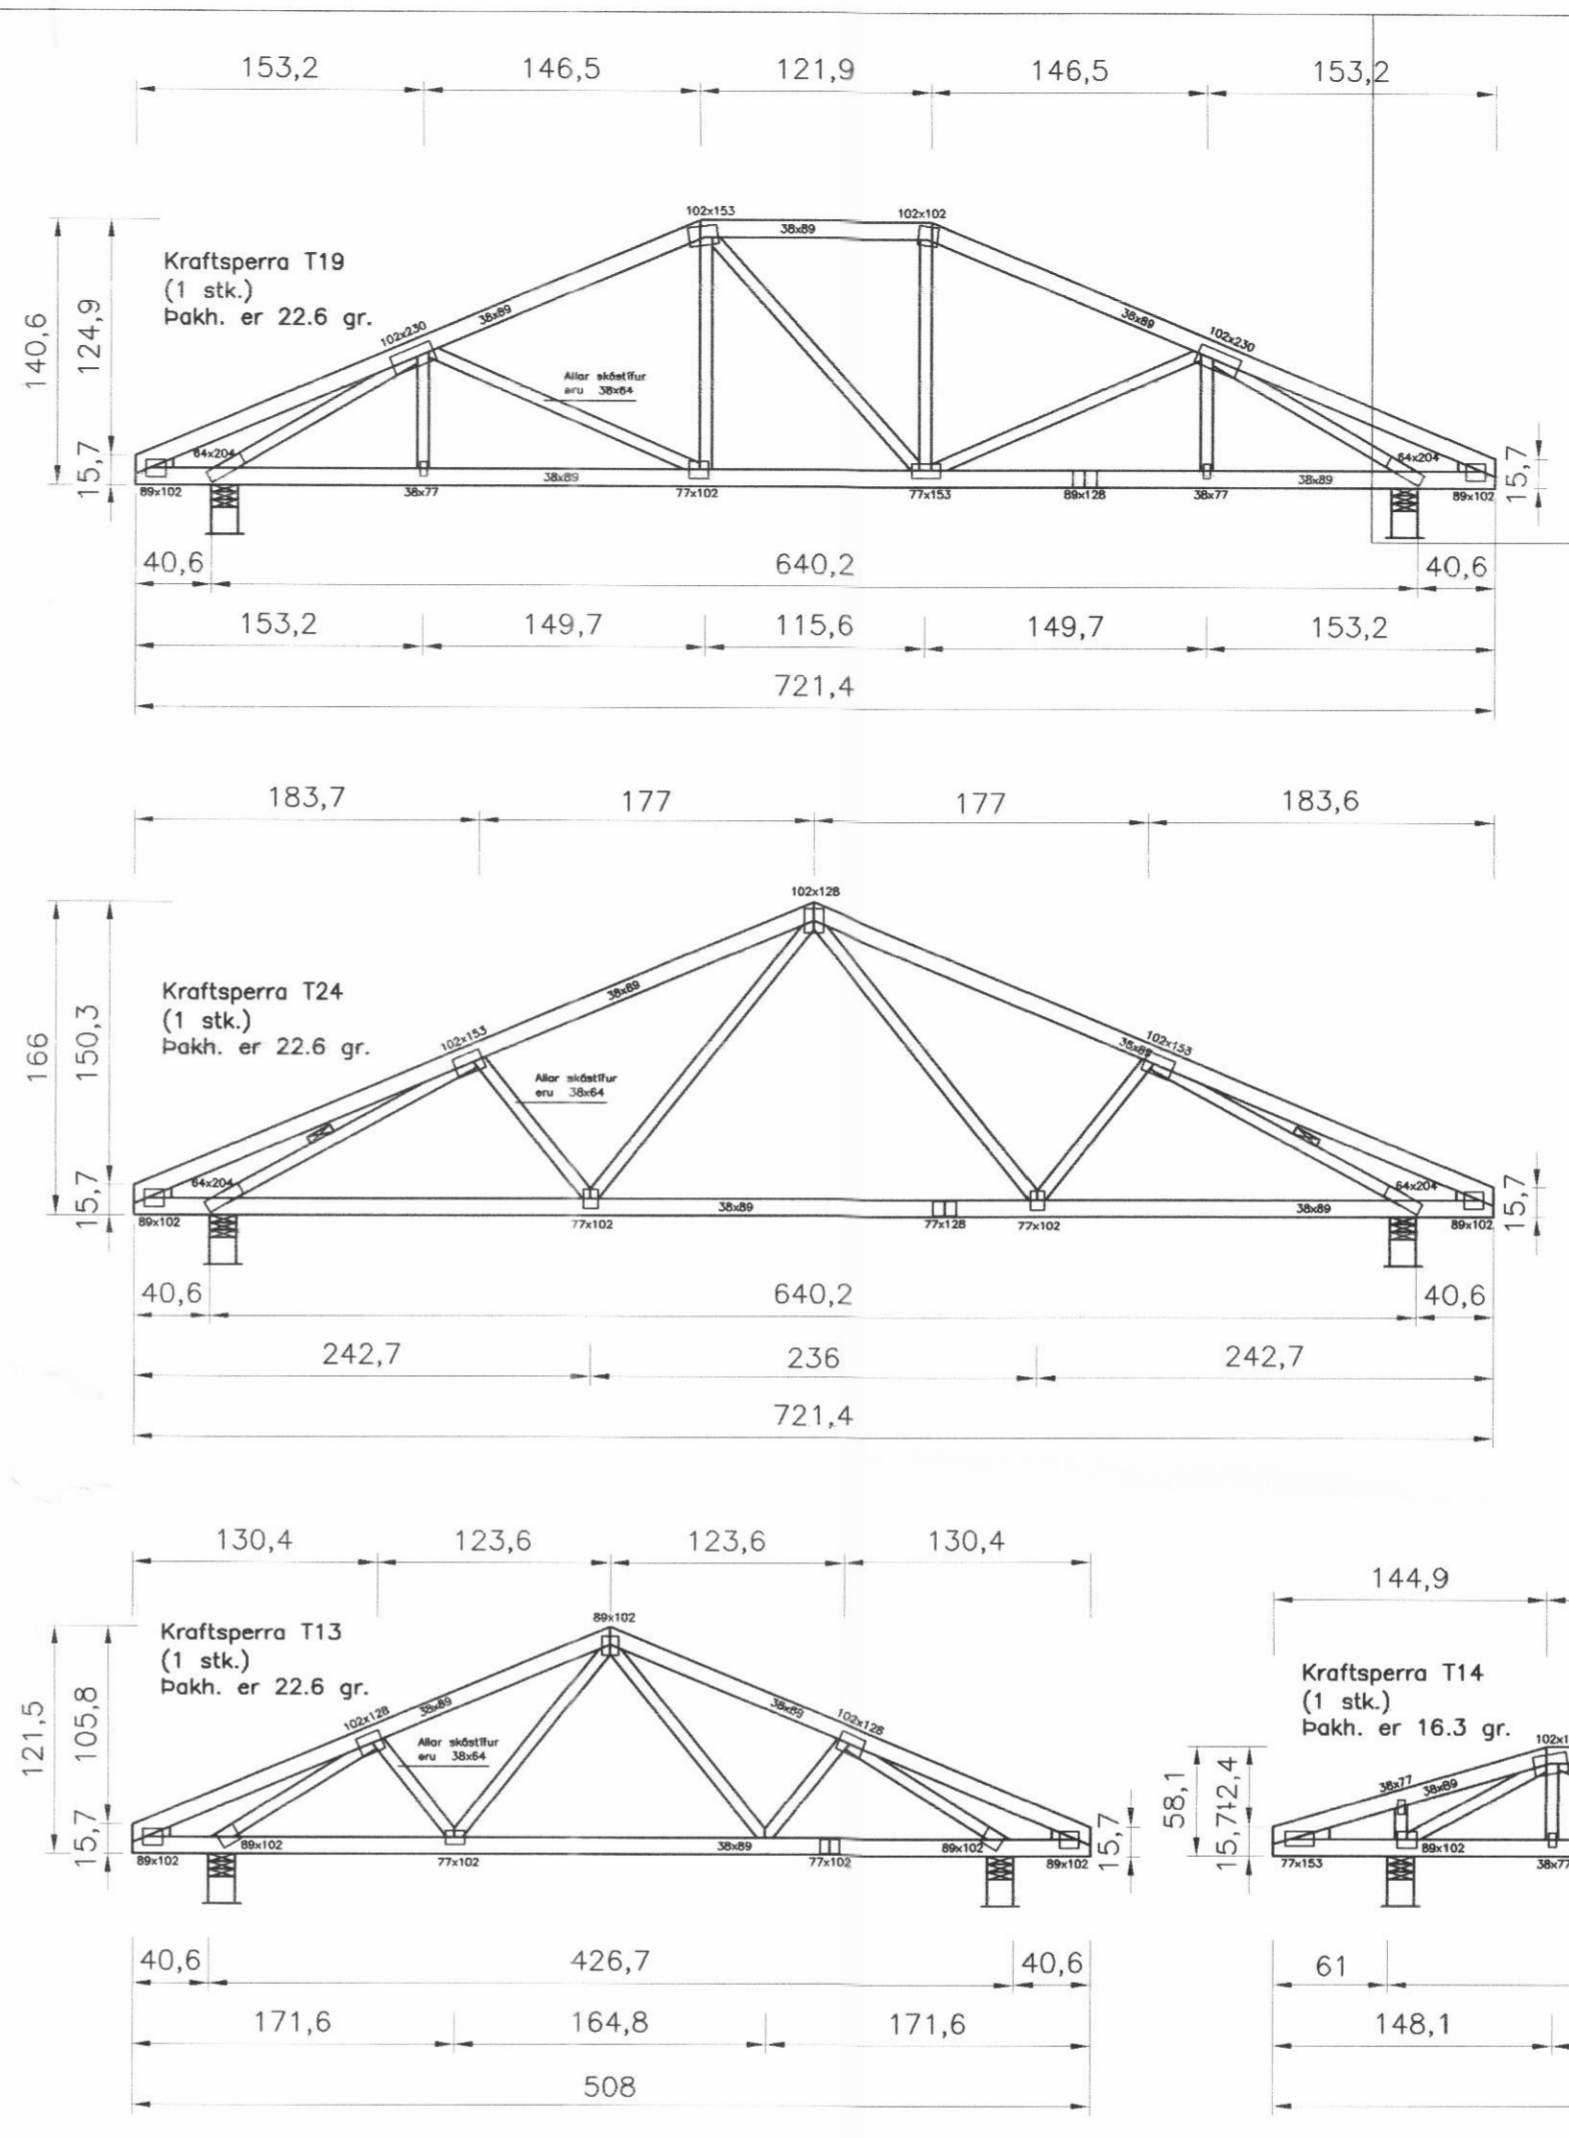 153,2 146,5 121,9 146,5 153,2
102x153 102x102
38x89
Kraftsperra T19
(1 stk.)
Þakh. er 22.6 gr.
140,6
124,9
15,7
102x230
38x89
38x89
102x230
Allar skástífur
eru 38x64
64x204
64x204
15,7
38x89 38x89
89x102 38x77 77x102 77x153 89x128 38x77 89x102
40,6 640,2 40,6
153,2 149,7 115,6 149,7 153,2
721,4
183,7 177 177 183,6
102x128
Kraftsperra T24
(1 stk.)
Þakh. er 22.6 gr.
166
150,3
15,7
38x89
102x153
38x89
102x153
Allar skástífur
eru 38x64
64x204
64x204
15,7
38x89 38x89
89x102 77x102 77x128 77x102 89x102
40,6 640,2 40,6
242,7 236 242,7
721,4
130,4 123,6 123,6 130,4
89x102
Kraftsperra T13
(1 stk.)
Þakh. er 22.6 gr.
121,5
105,8
15,7
102x128
38x89
38x89
102x128
Allar skástífur
eru 38x64
15,7
89x102 38x89 89x102
89x102 77x102 77x102 89x102
40,6 426,7 40,6
171,6 164,8 171,6
508
144,9
Kraftsperra T14
(1 stk.)
Þakh. er 16.3 gr.
58,1
42,4
15,7
102x1
38x77
38x89
89x102
77x153 38x77
61
148,1